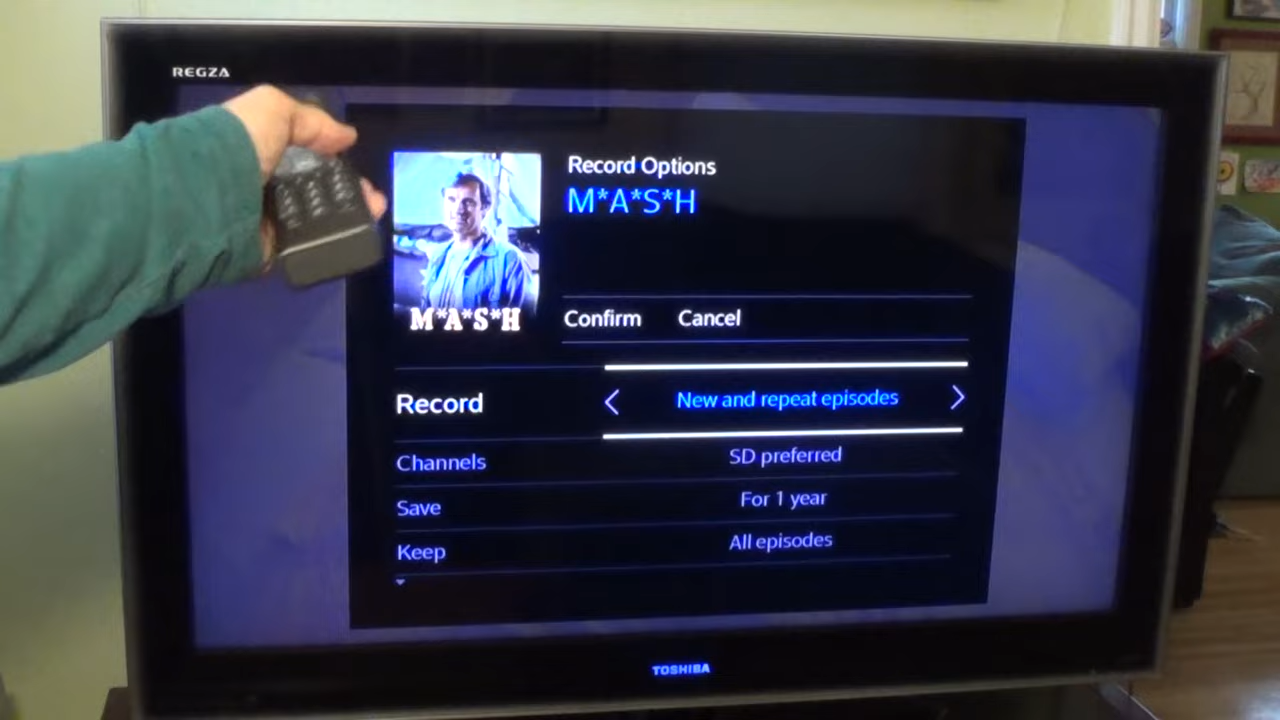 REGZA
Record Options
M*A*S*H
M*A*S*H
Confirm Cancel
Record New and repeat episodes
Channels SD preferred
Save For 1 year
Keep All episodes
TOSHIBA